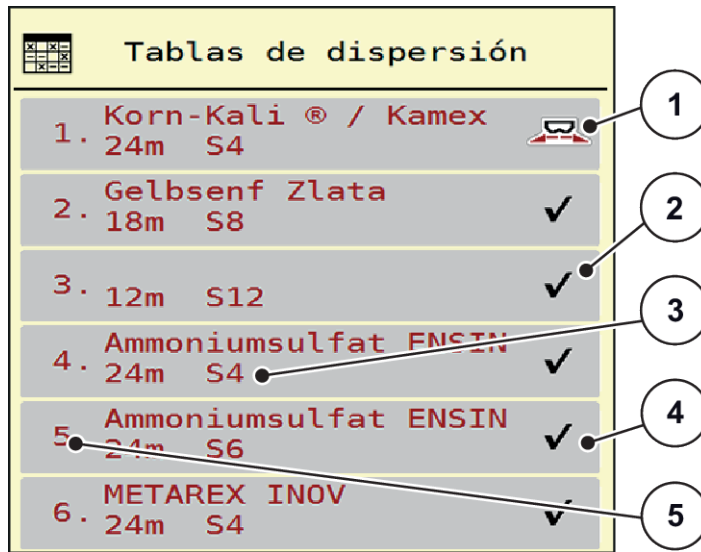 Tablas de dispersión
1. Korn-Kali ® / Kamex
24m S4
2. Gelbsenf Zlata
18m S8
3.
12m S12
4. Ammoniumsulfat ENSIN
24m S4
5. Ammoniumsulfat ENSIN
24m S6
6. METAREX INOV
24m S4
1
2
3
4
5